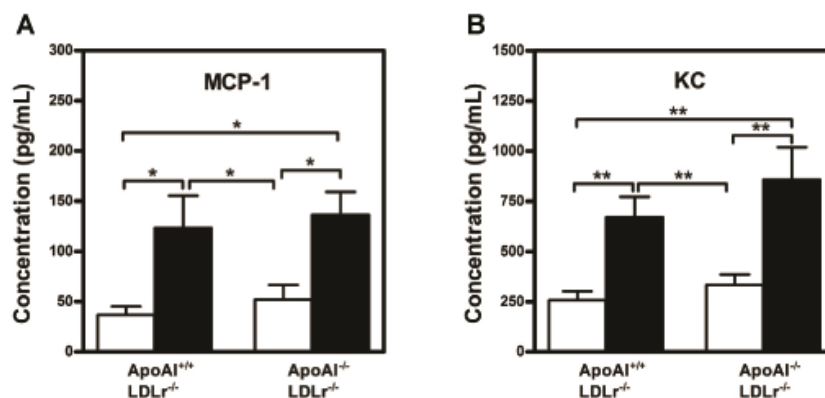 A
MCP-1
Concentration (pg/mL)
300
250
200
150
100
50
0
*
*
*
*
ApoAI+/+
LDLr-/-
ApoAI-/-
LDLr-/-
B
KC
Concentration (pg/mL)
1500
1250
1000
750
500
250
0
**
**
**
**
ApoAI+/+
LDLr-/-
ApoAI-/-
LDLr-/-